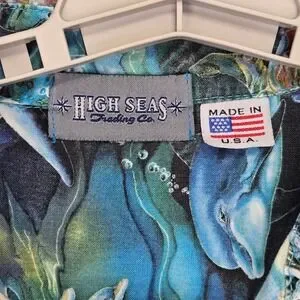 HIGH SEAS
Trading Co.
MADE IN
U.S.A.